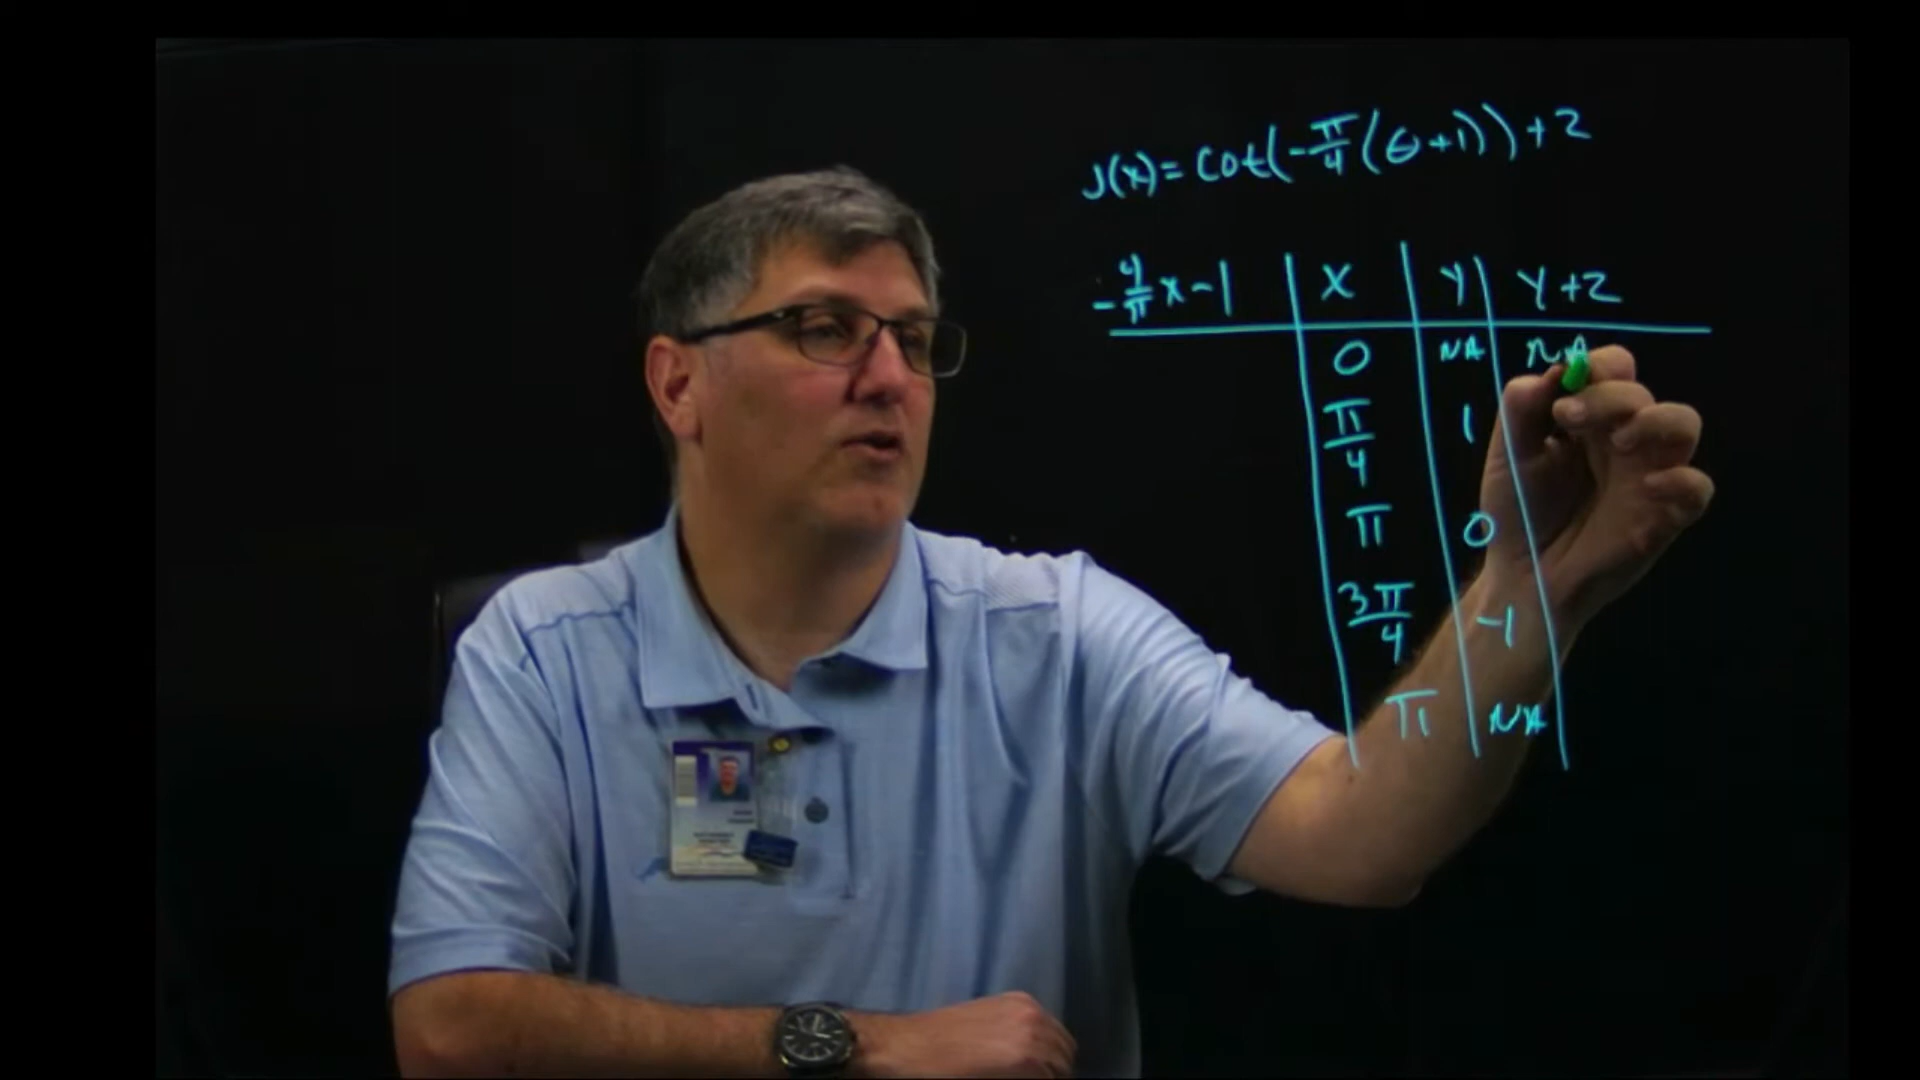 J(x)=cot(-π/4(θ+1))+2
-4/π x-1 X Y Y+2
0 NA NA
π/4 1
π 0
3π/4 -1
π NA